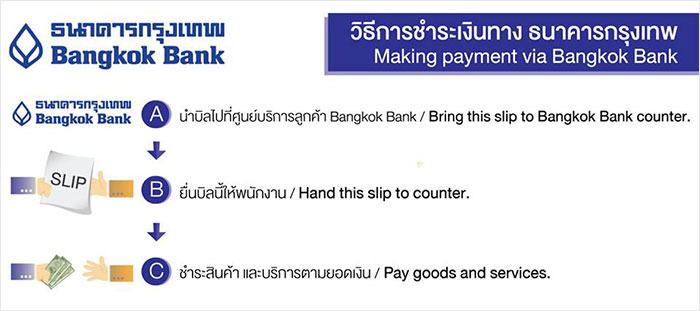 ธนาคารกรุงเทพ
Bangkok Bank
วิธีการชำระเงินทาง ธนาคารกรุงเทพ
Making payment via Bangkok Bank
ธนาคารกรุงเทพ
Bangkok Bank
A นำบิลไปที่ศูนย์บริการลูกค้า Bangkok Bank / Bring this slip to Bangkok Bank counter.
SLIP
B ยื่นบิลนี้ให้พนักงาน / Hand this slip to counter.
C ชำระสินค้า และบริการตามยอดเงิน / Pay goods and services.